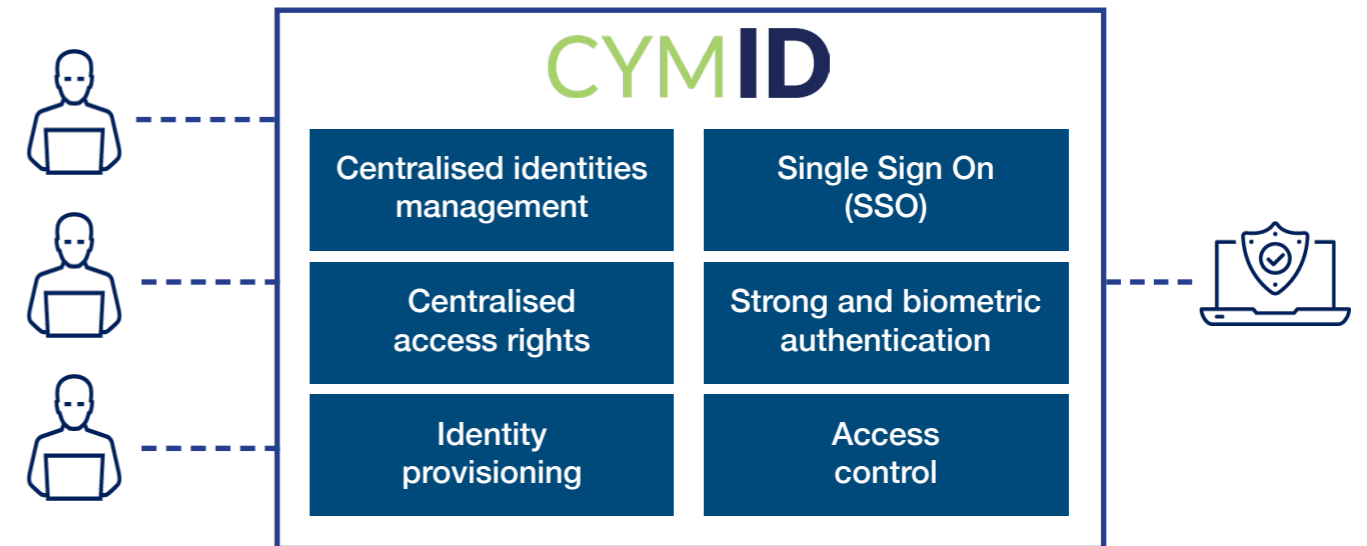 CYMID
Centralised identities
management
Single Sign On
(SSO)
Centralised
access rights
Strong and biometric
authentication
Identity
provisioning
Access
control